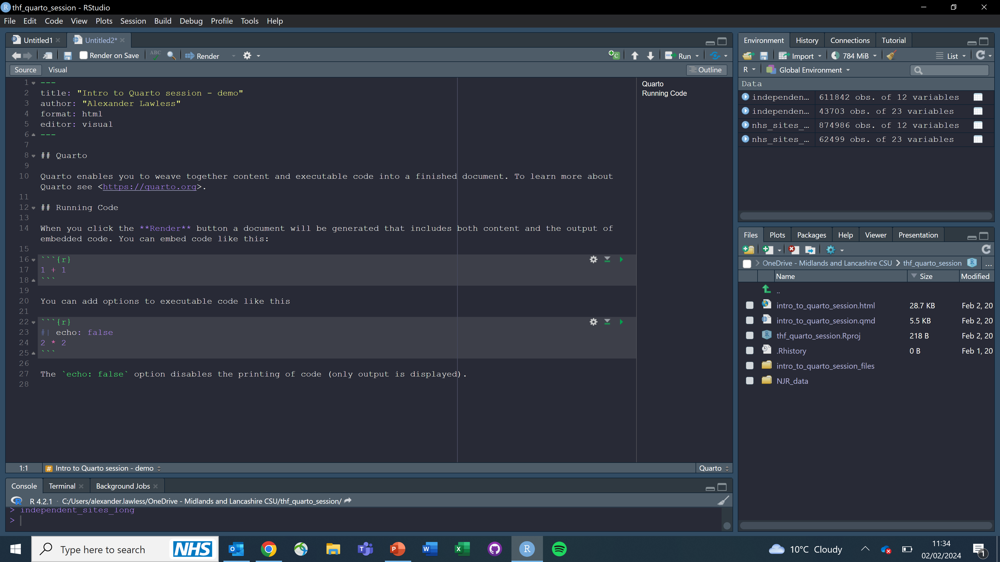 thf_quarto_session - RStudio
File Edit Code View Plots Session Build Debug Profile Tools Help
Untitled1 Untitled2*
Render on Save ABC Render Run
Source Visual Outline
1 ---
2 title: "Intro to Quarto session - demo"
3 author: "Alexander Lawless"
4 format: html
5 editor: visual
6 ---
7
8 ## Quarto
9
10 Quarto enables you to weave together content and executable code into a finished document. To learn more about
Quarto see <https://quarto.org>.
11
12 ## Running Code
13
14 When you click the **Render** button a document will be generated that includes both content and the output of
embedded code. You can embed code like this:
15
16 ```{r}
17 1 + 1
18 ```
19
20 You can add options to executable code like this
21
22 ```{r}
23 #| echo: false
24 2 * 2
25 ```
26
27 The `echo: false` option disables the printing of code (only output is displayed).
28
Quarto
Running Code
1:1 # Intro to Quarto session - demo Quarto
Console Terminal Background Jobs
R 4.2.1 · C:/Users/alexander.lawless/OneDrive - Midlands and Lancashire CSU/thf_quarto_session/
> independent_sites_long
>
Environment History Connections Tutorial
Import 784 MiB List
R Global Environment
Data
independen... 611842 obs. of 12 variables
independen... 43703 obs. of 23 variables
nhs_sites_... 874986 obs. of 12 variables
nhs_sites_... 62499 obs. of 23 variables
Files Plots Packages Help Viewer Presentation
OneDrive - Midlands and Lancashire CSU thf_quarto_session ...
Name Size Modified
..
intro_to_quarto_session.html 28.7 KB Feb 2, 20
intro_to_quarto_session.qmd 5.5 KB Feb 2, 20
thf_quarto_session.Rproj 218 B Feb 2, 20
.Rhistory 0 B Feb 1, 20
intro_to_quarto_session_files
NJR_data
Type here to search NHS
10°C Cloudy
11:34
02/02/2024
1